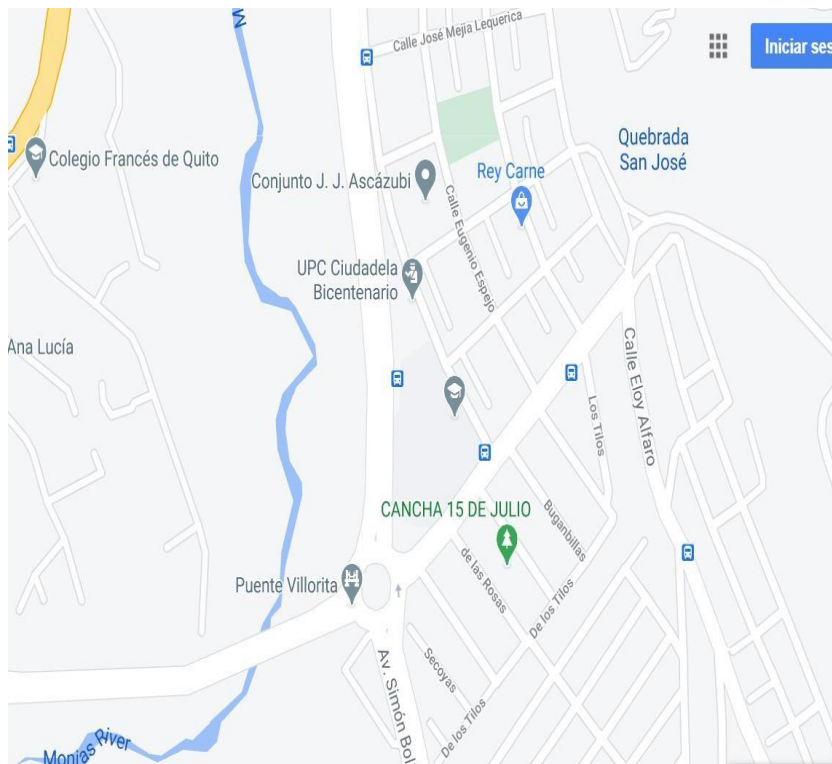 M
Calle José Mejia Lequerica
Iniciar ses
Colegio Francés de Quito
Conjunto J. J. Ascázubi
Rey Carne
Quebrada
San José
Calle Eugenio Espejo
UPC Ciudadela
Bicentenario
Ana Lucía
Calle Eloy Alfaro
Los Tilos
CANCHA 15 DE JULIO
Buganbillas
de las Rosas
De los Tilos
Puente Villorita
Secoyas
Av. Simón Bol
De los Tilos
Monjas River